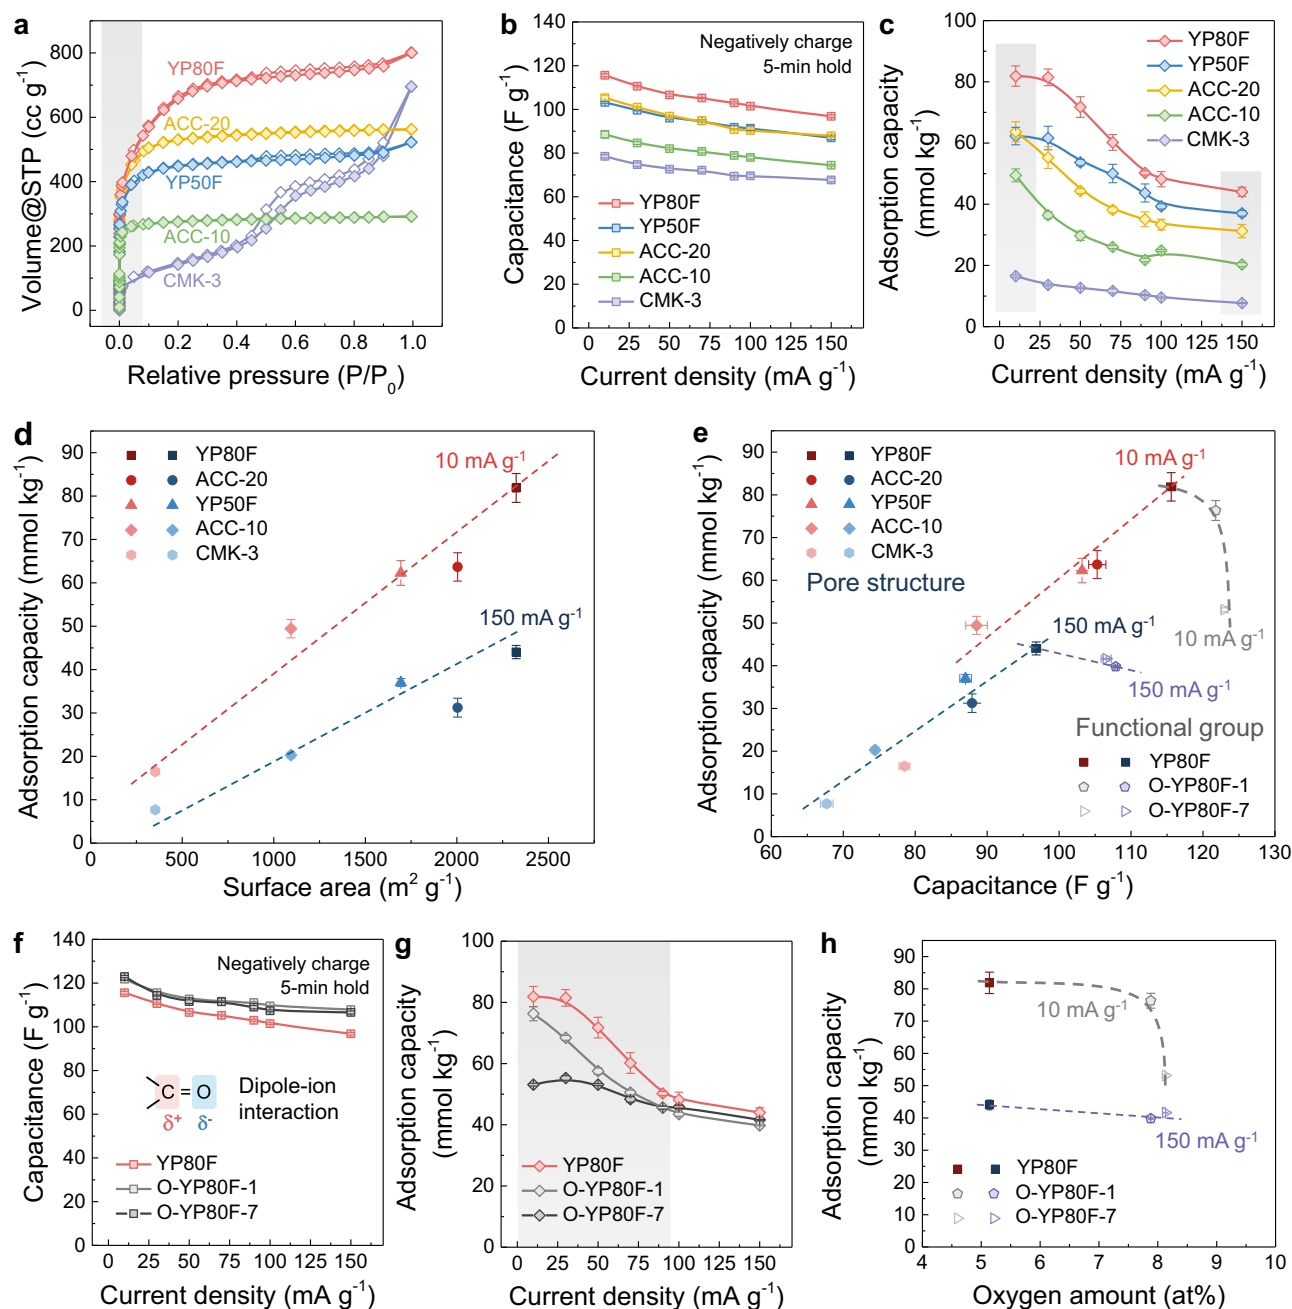 a
Volume@STP (cc g⁻¹)
800
600
400
200
0
YP80F
ACC-20
YP50F
ACC-10
CMK-3
0.0 0.2 0.4 0.6 0.8 1.0
Relative pressure (P/P₀)
b
Capacitance (F g⁻¹)
140
120
100
80
60
40
20
0
Negatively charge
5-min hold
YP80F
YP50F
ACC-20
ACC-10
CMK-3
0 25 50 75 100 125 150
Current density (mA g⁻¹)
c
Adsorption capacity
(mmol kg⁻¹)
100
80
60
40
20
0
YP80F
YP50F
ACC-20
ACC-10
CMK-3
0 25 50 75 100 125 150
Current density (mA g⁻¹)
d
Adsorption capacity (mmol kg⁻¹)
90
80
70
60
50
40
30
20
10
0
YP80F
ACC-20
YP50F
ACC-10
CMK-3
10 mA g⁻¹
150 mA g⁻¹
0 500 1000 1500 2000 2500
Surface area (m² g⁻¹)
e
Adsorption capacity (mmol kg⁻¹)
90
80
70
60
50
40
30
20
10
0
YP80F
ACC-20
YP50F
ACC-10
CMK-3
Pore structure
10 mA g⁻¹
150 mA g⁻¹
10 mA g⁻¹
150 mA g⁻¹
Functional group
YP80F
O-YP80F-1
O-YP80F-7
60 70 80 90 100 110 120 130
Capacitance (F g⁻¹)
f
Capacitance (F g⁻¹)
140
120
100
80
60
40
20
0
Negatively charge
5-min hold
C=O
δ⁺ δ⁻
Dipole-ion
interaction
YP80F
O-YP80F-1
O-YP80F-7
0 25 50 75 100 125 150
Current density (mA g⁻¹)
g
Adsorption capacity
(mmol kg⁻¹)
100
80
60
40
20
0
YP80F
O-YP80F-1
O-YP80F-7
0 25 50 75 100 125 150
Current density (mA g⁻¹)
h
Adsorption capacity
(mmol kg⁻¹)
90
80
70
60
50
40
30
20
10
0
10 mA g⁻¹
150 mA g⁻¹
YP80F
O-YP80F-1
O-YP80F-7
4 5 6 7 8 9 10
Oxygen amount (at%)